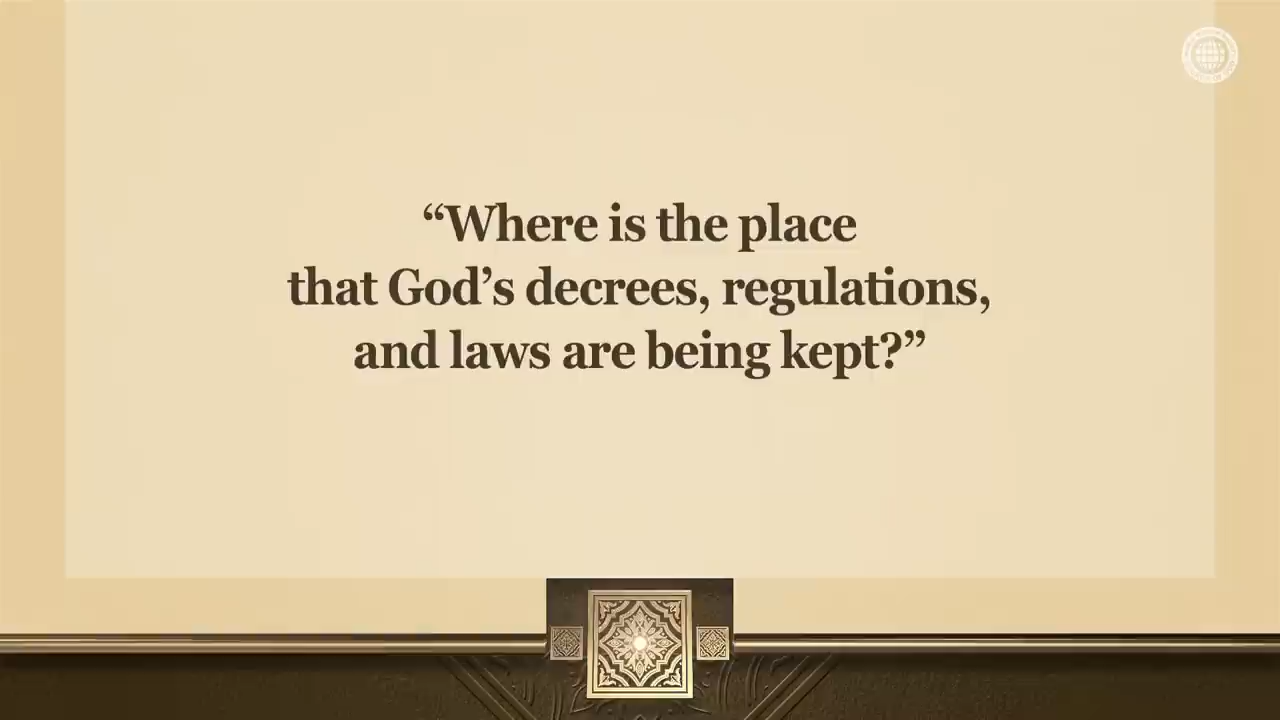 “Where is the place
that God’s decrees, regulations,
and laws are being kept?”